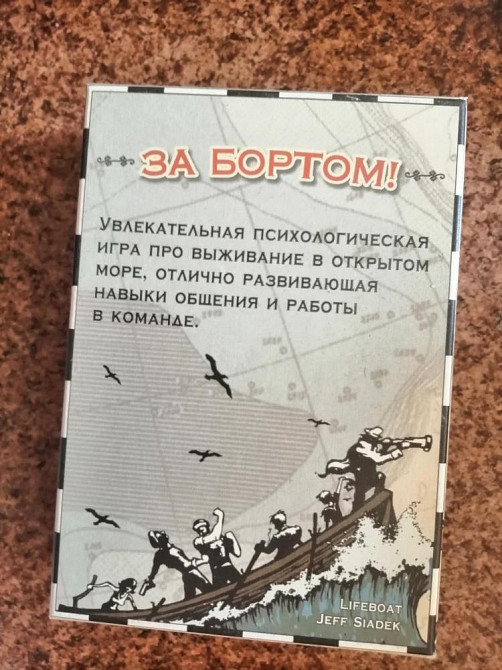 ЗА БОРТОМ!
УВЛЕКАТЕЛЬНАЯ ПСИХОЛОГИЧЕСКАЯ
ИГРА ПРО ВЫЖИВАНИЕ В ОТКРЫТОМ
МОРЕ, ОТЛИЧНО РАЗВИВАЮЩАЯ
НАВЫКИ ОБЩЕНИЯ И РАБОТЫ
В КОМАНДЕ.
LIFEBOAT
JEFF SIADEK